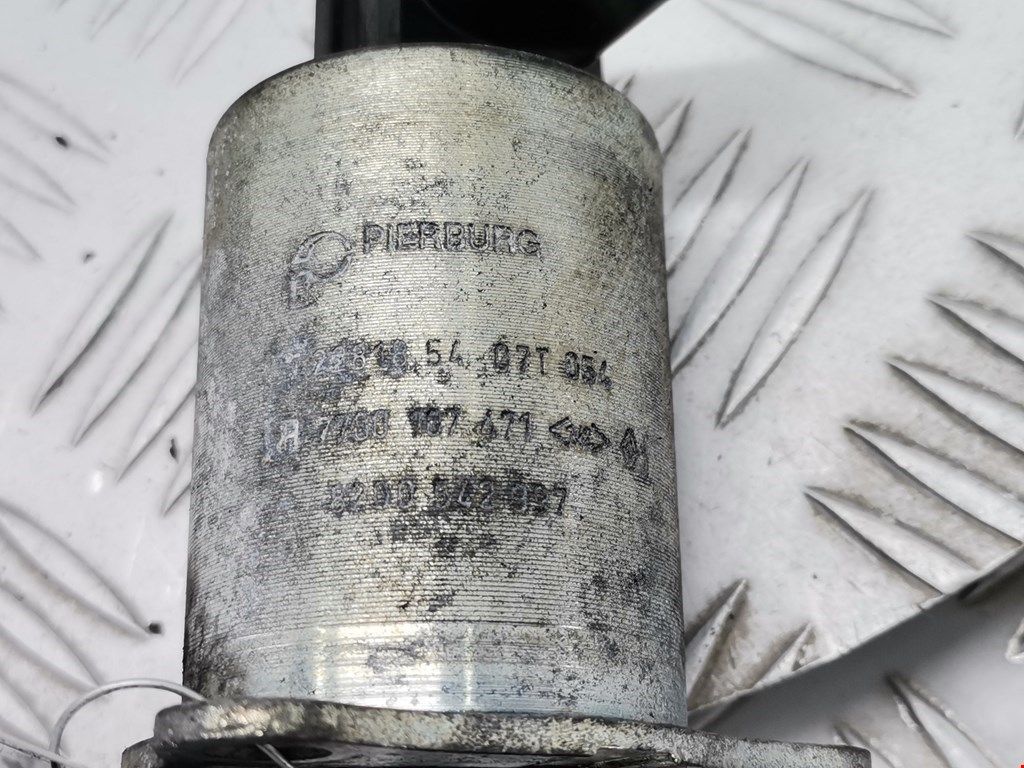 PIERBURG
7.22818.54 07T 054
H 7700 107 471
8200 542 997